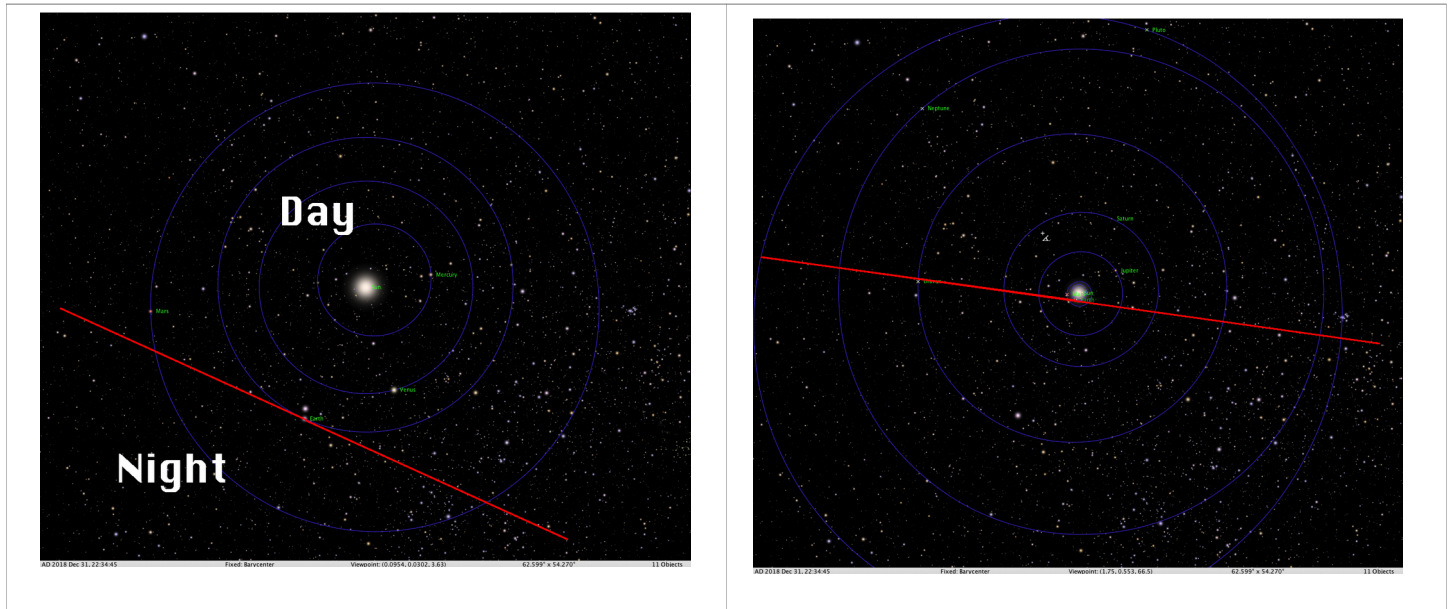 Day
Mercury
Sun
Mars
Venus
Earth
Night
AD 2018 Dec 31, 22:34:45 Fixed: Barycenter Viewpoint: (0.0954, 0.0302, 3.63) 62.599° x 54.270° 11 Objects
Pluto
Neptune
Saturn
Jupiter
AD 2018 Dec 31, 22:34:45 Fixed: Barycenter Viewpoint: (1.75, 0.553, 66.5) 62.599° x 54.270° 11 Objects